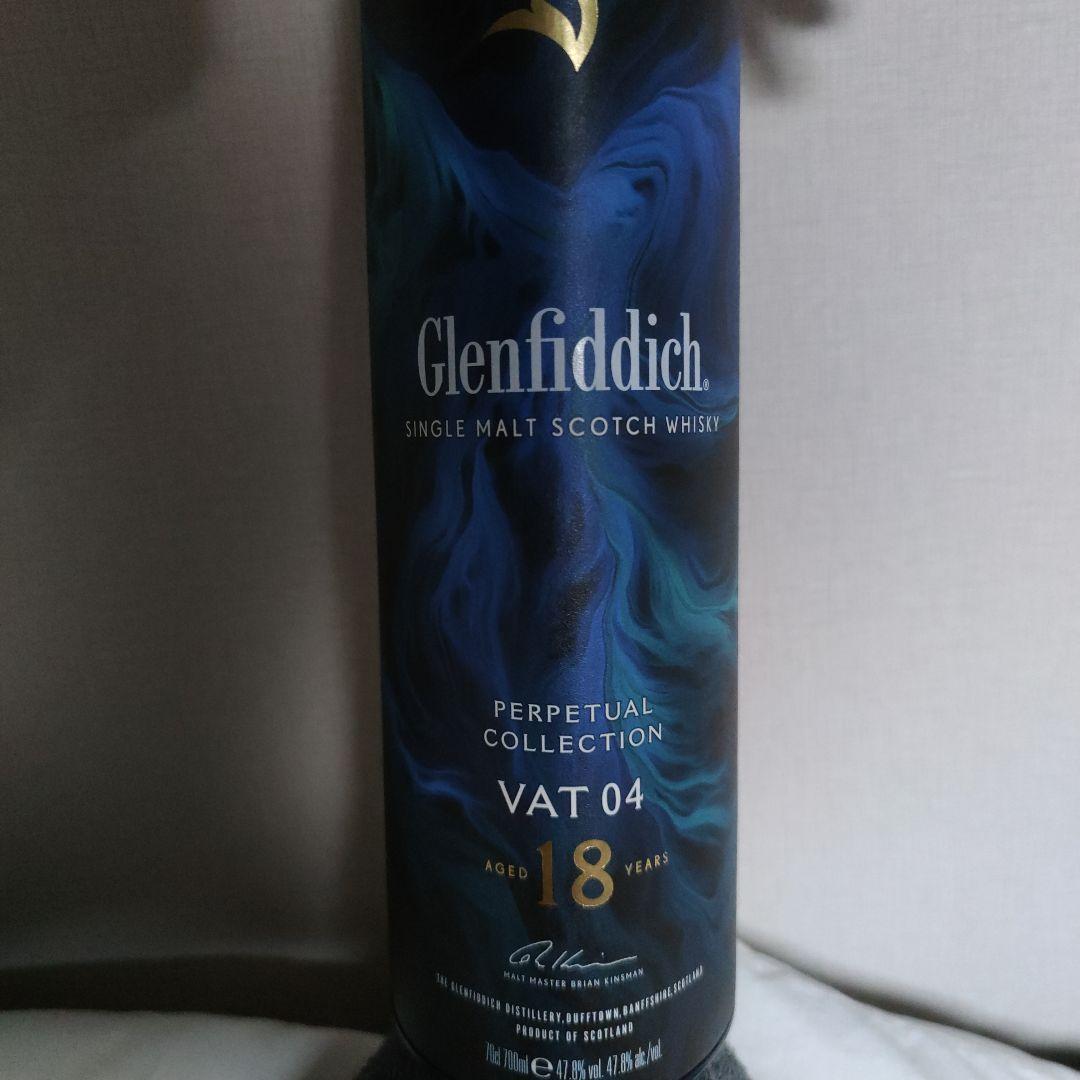 Glenfiddich®
SINGLE MALT SCOTCH WHISKY
PERPETUAL
COLLECTION
VAT 04
AGED 18 YEARS
MALT MASTER BRIAN KINSMAN
THE GLENFIDDICH DISTILLERY, DUFFTOWN, BANFFSHIRE, SCOTLAND
PRODUCT OF SCOTLAND
70cl 700ml e 47.8% vol. 47.8% alc./vol.